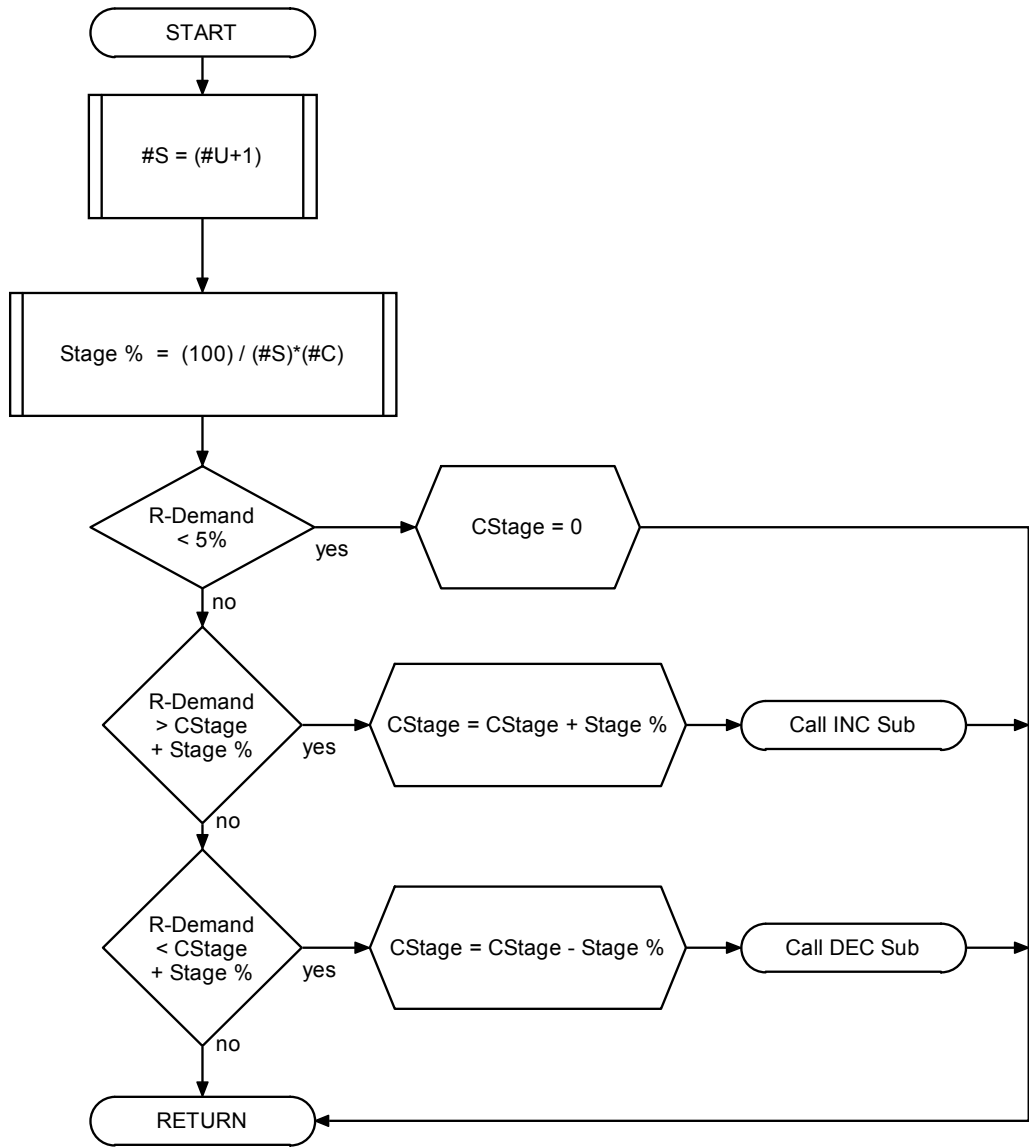 START
#S = (#U+1)
Stage % = (100) / (#S)*(#C)
R-Demand
< 5%
yes
CStage = 0
no
R-Demand
> CStage
+ Stage %
yes
CStage = CStage + Stage %
Call INC Sub
no
R-Demand
< CStage
+ Stage %
yes
CStage = CStage - Stage %
Call DEC Sub
no
RETURN